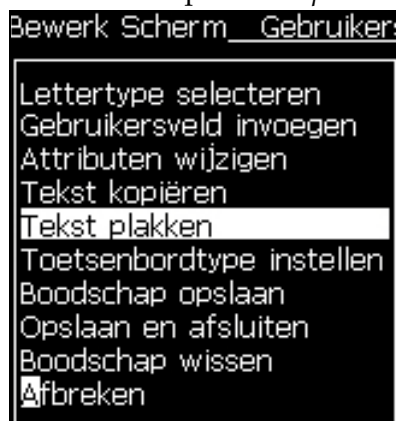 Bewerk Scherm_ Gebruikers
Lettertype selecteren
Gebruikersveld invoegen
Attributen wijzigen
Tekst kopiëren
Tekst plakken
Toetsenbordtype instellen
Boodschap opslaan
Opslaan en afsluiten
Boodschap wissen
Afbreken